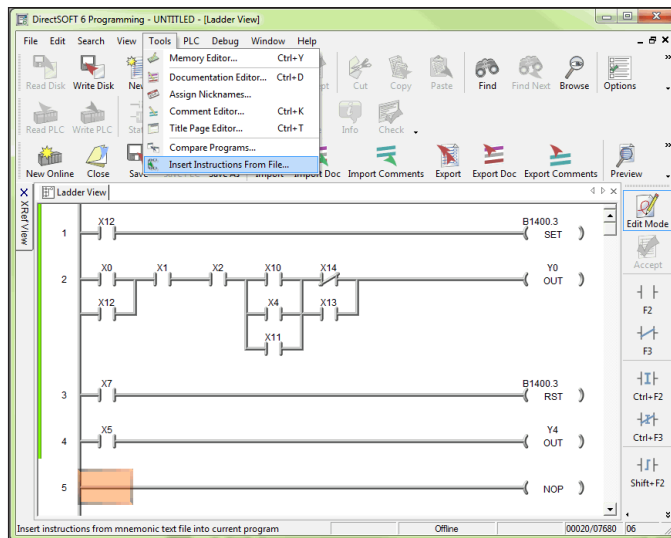 DirectSOFT 6 Programming - UNTITLED - [Ladder View]
File Edit Search View Tools PLC Debug Window Help
Memory Editor... Ctrl+Y
Documentation Editor... Ctrl+D
Assign Nicknames...
Comment Editor... Ctrl+K
Title Page Editor... Ctrl+T
Compare Programs...
Insert Instructions From File...
Read Disk Write Disk Cut Copy Paste Find Find Next Browse Options
Read PLC Write PLC Info Check
New Online Close Import Comments Export Export Doc Export Comments Preview
XRef View
Ladder View
Edit Mode
Accept
F2
F3
Ctrl+F2
Ctrl+F3
Shift+F2
1 X12 B1400.3
SET
2 X0 X1 X2 X10 X14 Y0
OUT
X12 X4 X13
X11
3 X7 B1400.3
RST
4 X5 Y4
OUT
5 NOP
Insert instructions from mnemonic text file into current program Offline 00020/07680 06